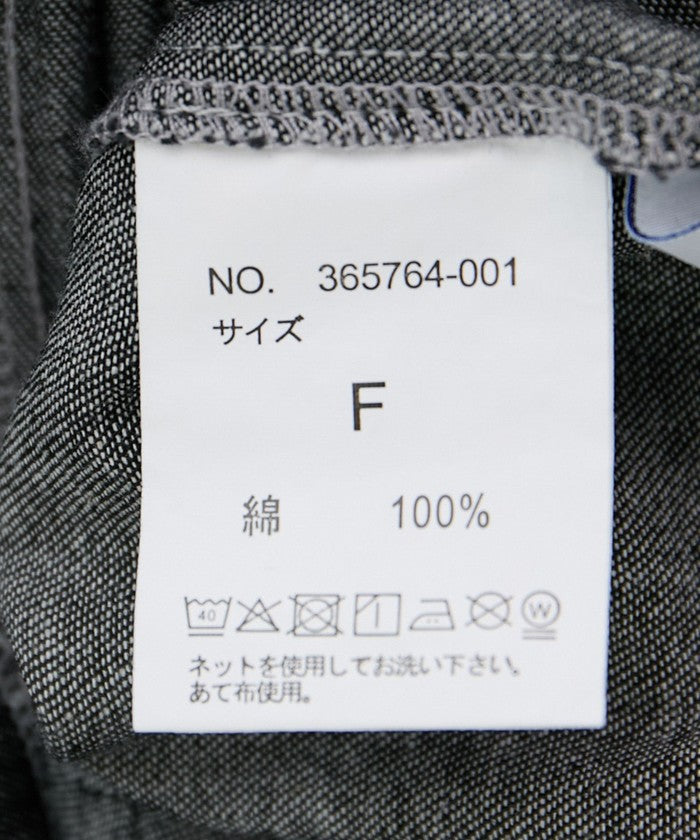 NO. 365764-001
サイズ
F
綿 100%
40 W
ネットを使用してお洗い下さい。
あて布使用。